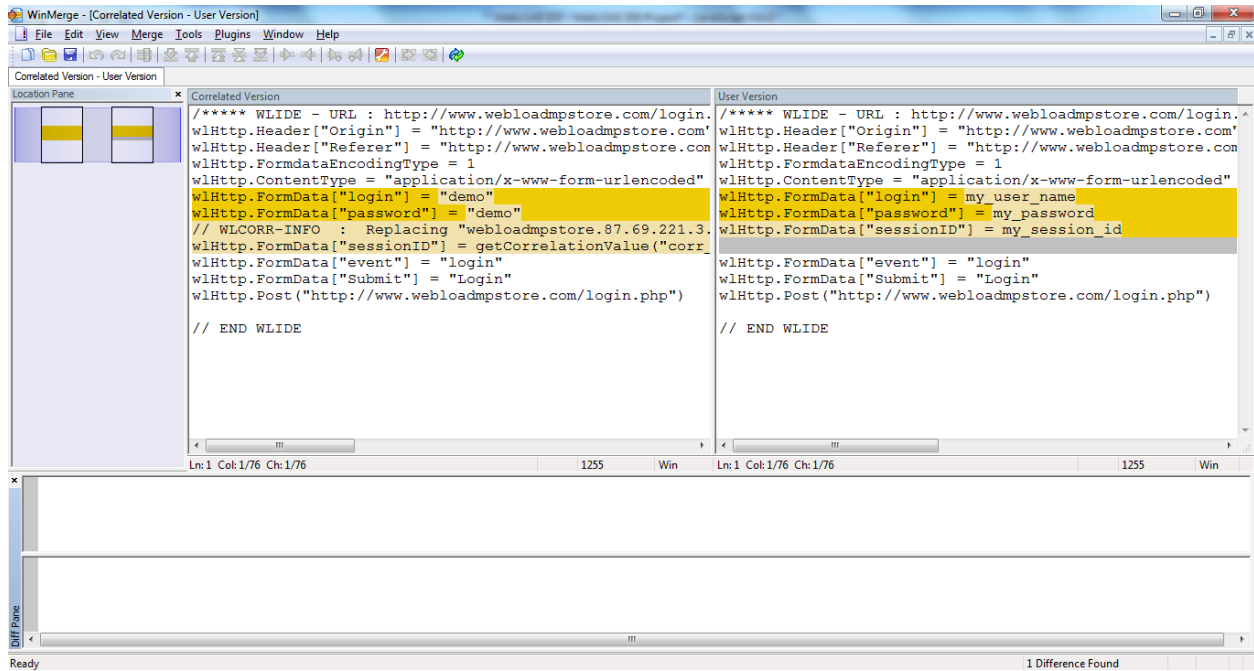 WinMerge - [Correlated Version - User Version]
File Edit View Merge Tools Plugins Window Help
Correlated Version - User Version
Location Pane
Correlated Version
/***** WLIDE - URL : http://www.webloadmpstore.com/login.
wlHttp.Header["Origin"] = "http://www.webloadmpstore.com"
wlHttp.Header["Referer"] = "http://www.webloadmpstore.com
wlHttp.FormdataEncodingType = 1
wlHttp.ContentType = "application/x-www-form-urlencoded"
wlHttp.FormData["login"] = "demo"
wlHttp.FormData["password"] = "demo"
// WLCORR-INFO : Replacing "webloadmpstore.87.69.221.3.
wlHttp.FormData["sessionID"] = getCorrelationValue("corr_
wlHttp.FormData["event"] = "login"
wlHttp.FormData["Submit"] = "Login"
wlHttp.Post("http://www.webloadmpstore.com/login.php")
// END WLIDE
Ln: 1 Col: 1/76 Ch: 1/76 1255 Win
User Version
/***** WLIDE - URL : http://www.webloadmpstore.com/login.
wlHttp.Header["Origin"] = "http://www.webloadmpstore.com"
wlHttp.Header["Referer"] = "http://www.webloadmpstore.com
wlHttp.FormdataEncodingType = 1
wlHttp.ContentType = "application/x-www-form-urlencoded"
wlHttp.FormData["login"] = my_user_name
wlHttp.FormData["password"] = my_password
wlHttp.FormData["sessionID"] = my_session_id
wlHttp.FormData["event"] = "login"
wlHttp.FormData["Submit"] = "Login"
wlHttp.Post("http://www.webloadmpstore.com/login.php")
// END WLIDE
Ln: 1 Col: 1/76 Ch: 1/76 1255 Win
Diff Pane
Ready 1 Difference Found